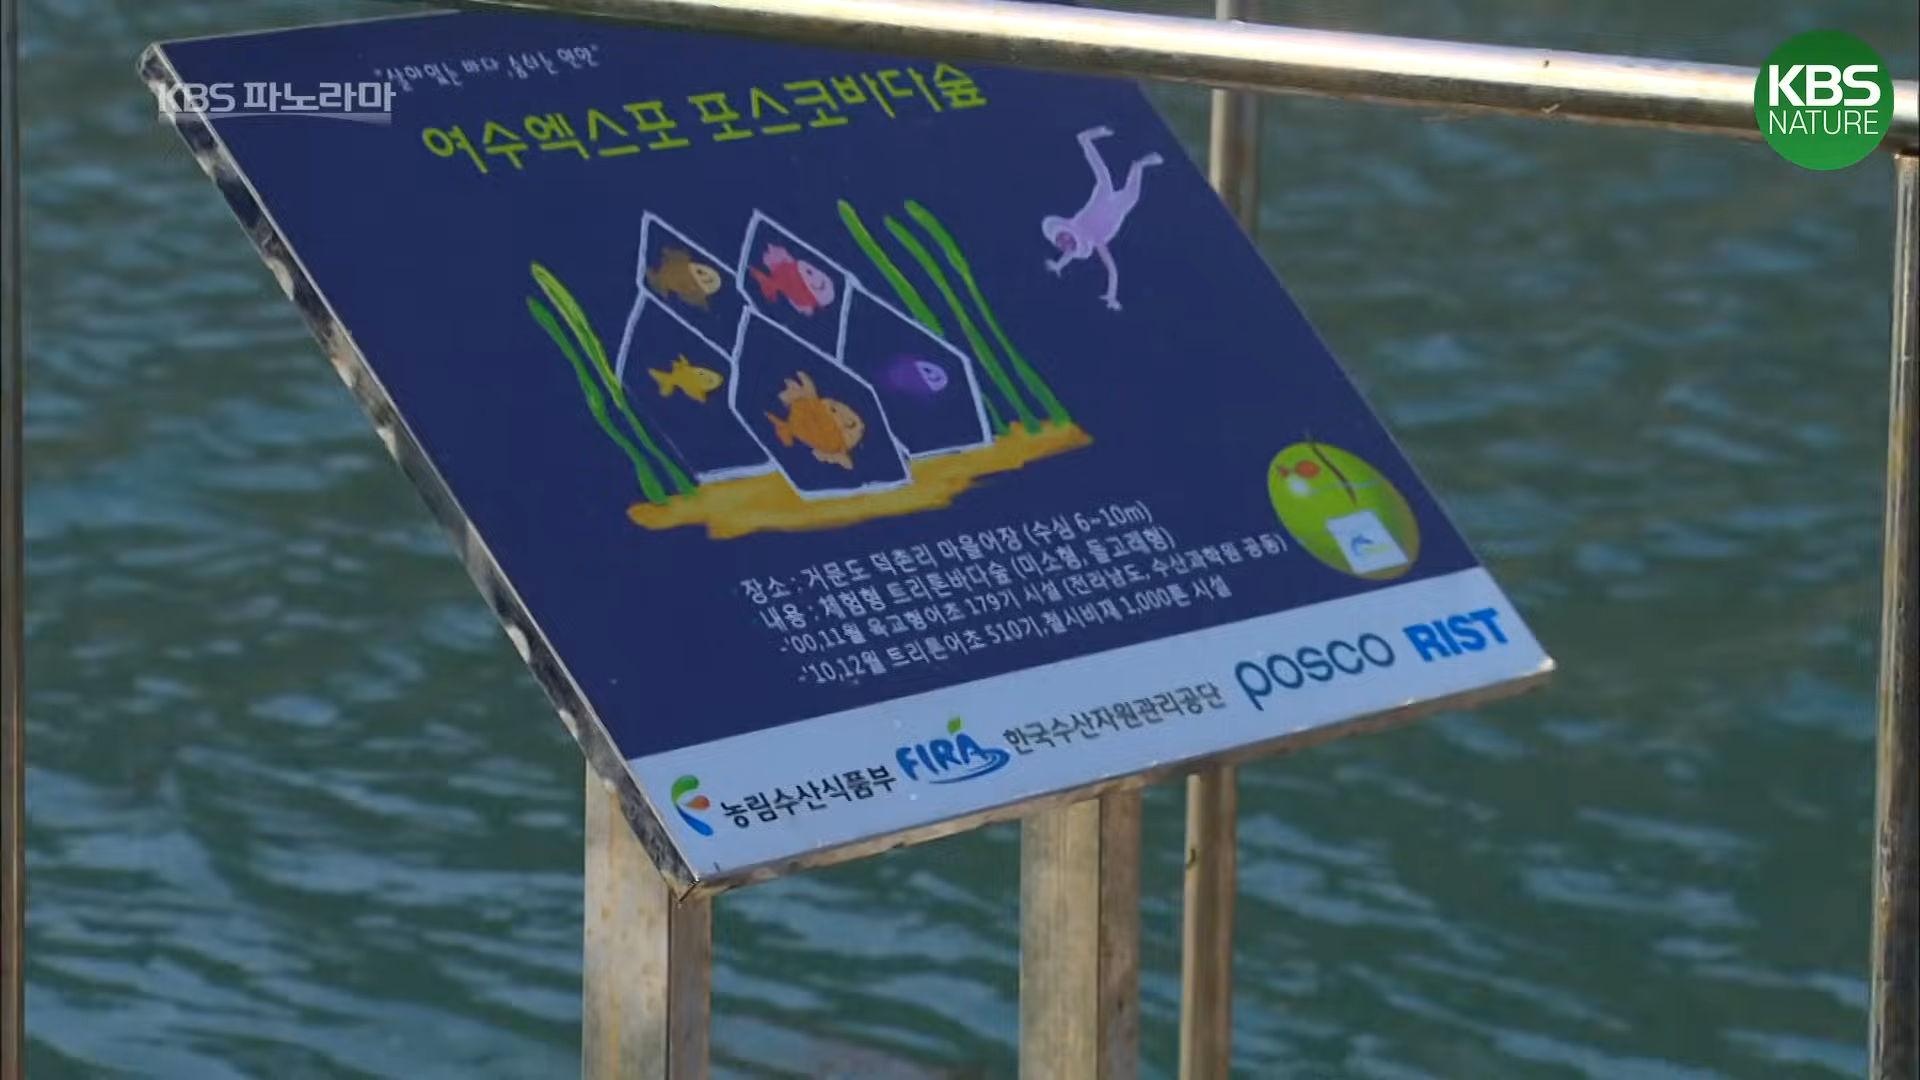 "살아있는 바다, 숨쉬는 연안"
KBS 파노라마
KBS
NATURE
여수엑스포 포스코바다숲
장소 : 거문도 덕촌리 마을어장 (수심 6~10m)
내용 : 체험형 트리톤바다숲 (미소형, 돌고래형)
-'00,11월 육교형어초 179기 시설 (전라남도, 수산과학원 공동)
-'10,12월 트리톤어초 510기,철시비재 1,000톤 시설
농림수산식품부 FIRA 한국수산자원관리공단 posco RIST